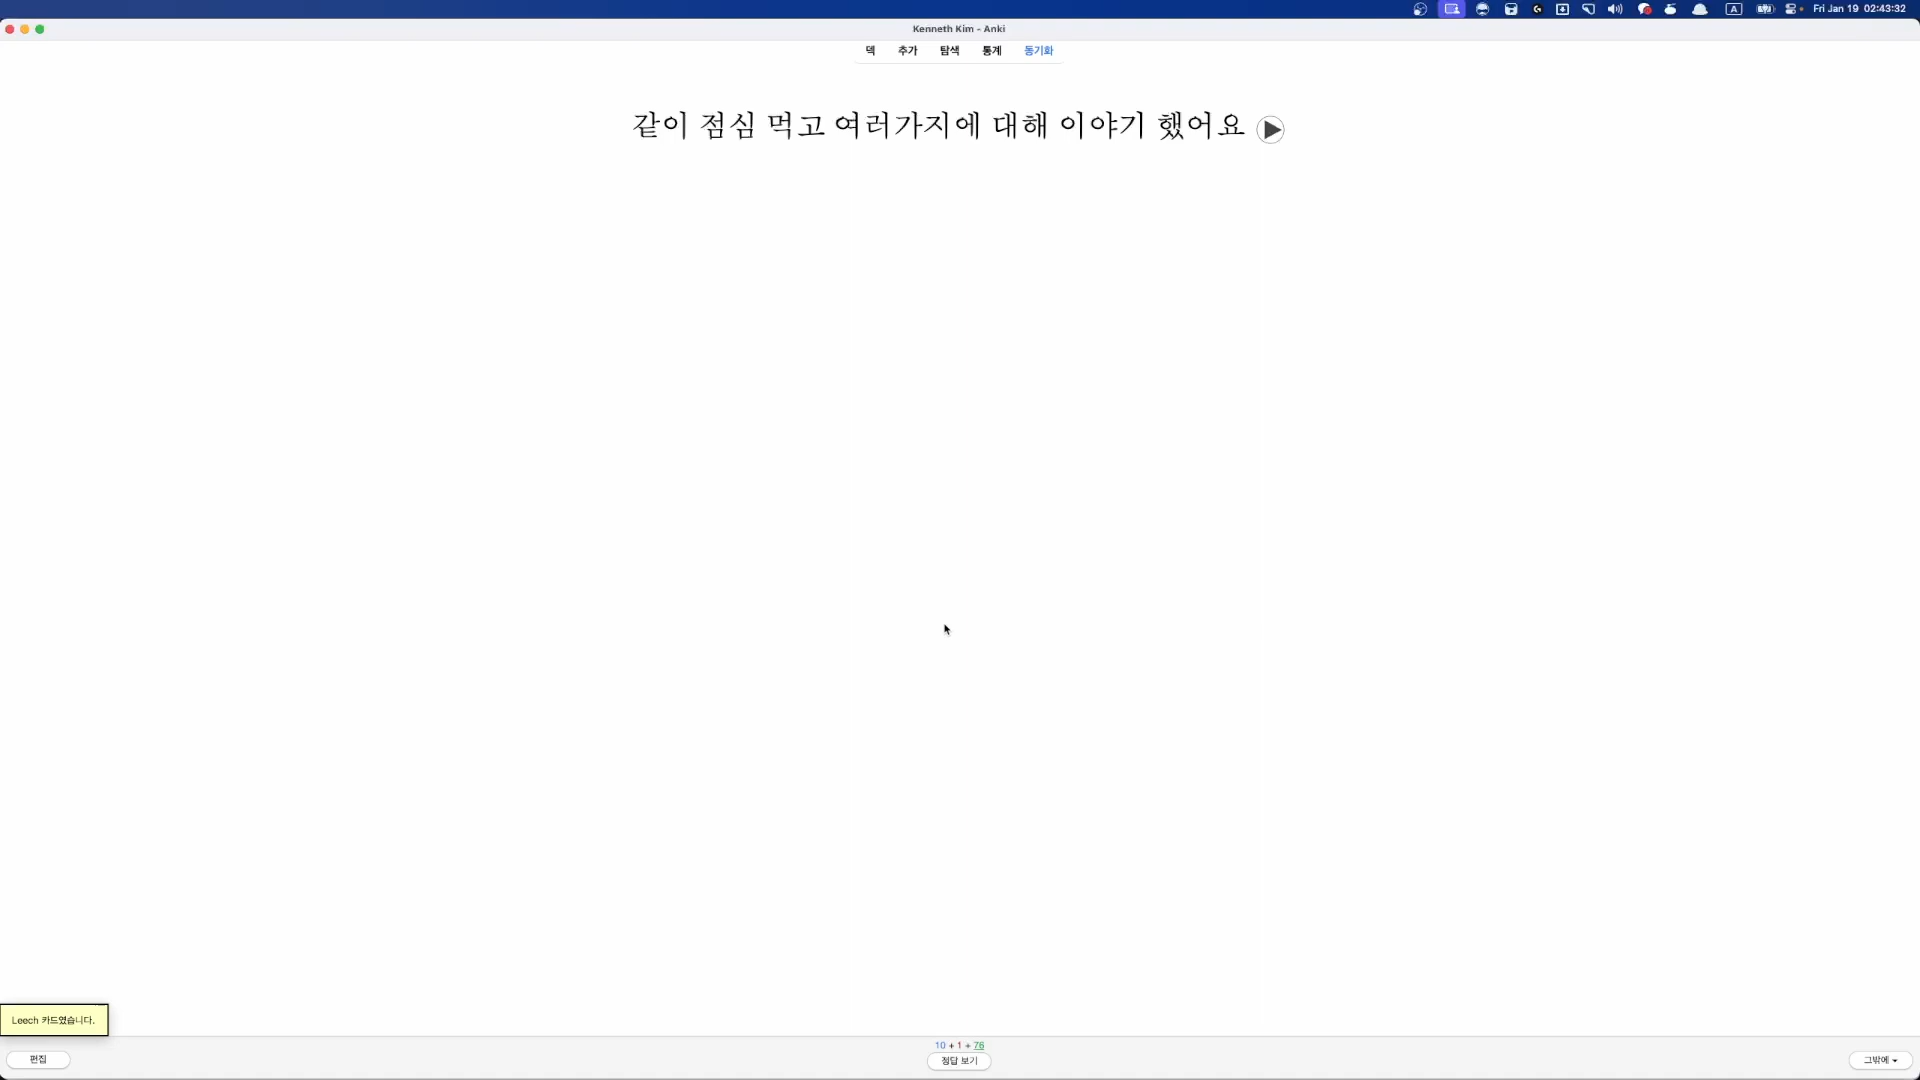 A Fri Jan 19 02:43:32
Kenneth Kim - Anki
덱 추가 탐색 통계 동기화
같이 점심 먹고 여러가지에 대해 이야기 했어요
Leech 카드였습니다.
10 + 1 + 76
편집 정답 보기 그밖에